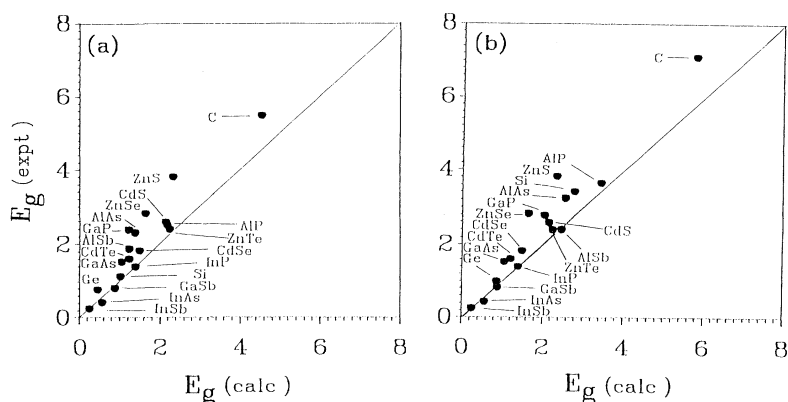 (a)
8
6
4
2
0
E_g (expt)
C
ZnS
CdS
ZnSe
AlAs
GaP
AlSb
CdTe
GaAs
Ge
AlP
ZnTe
CdSe
InP
Si
GaSb
InAs
InSb
0 2 4 6 8
E_g (calc)
(b)
8
6
4
2
0
C
AlP
ZnS
Si
AlAs
GaP
ZnSe
CdSe
CdTe
GaAs
Ge
CdS
AlSb
ZnTe
InP
GaSb
InAs
InSb
0 2 4 6 8
E_g (calc)